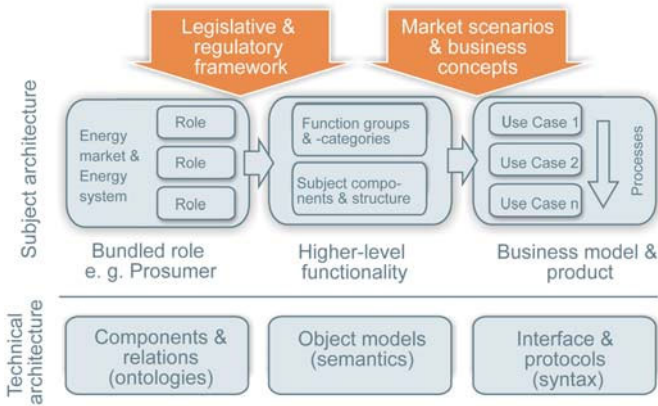 Legislative &
regulatory
framework
Market scenarios
& business
concepts
Subject architecture
Energy
market &
Energy
system
Role
Role
Role
Function groups
& -categories
Subject compo-
nents & structure
Use Case 1
Use Case 2
Use Case n
Processes
Bundled role
e. g. Prosumer
Higher-level
functionality
Business model &
product
Technical
architecture
Components &
relations
(ontologies)
Object models
(semantics)
Interface &
protocols
(syntax)